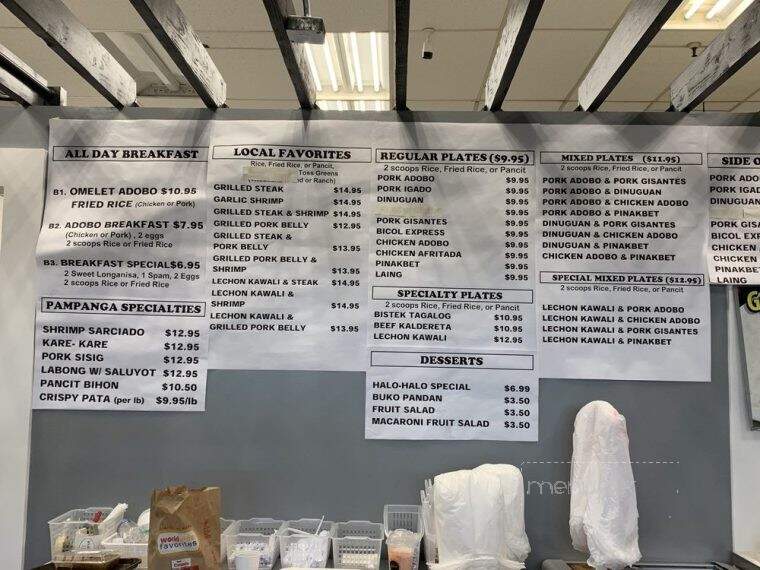 ALL DAY BREAKFAST
B1. OMELET ADOBO $10.95
FRIED RICE (Chicken or Pork)
B2. ADOBO BREAKFAST $7.95
(Chicken or Pork), 2 eggs
2 scoops Rice or Fried Rice
B3. BREAKFAST SPECIAL$6.95
2 Sweet Longanisa, 1 Spam, 2 Eggs
2 scoops Rice or Fried Rice
PAMPANGA SPECIALTIES
SHRIMP SARCIADO $12.95
KARE- KARE $12.95
PORK SISIG $12.95
LABONG W/ SALUYOT $12.95
PANCIT BIHON $10.50
CRISPY PATA (per lb) $9.95/lb
LOCAL FAVORITES
Rice, Fried Rice, or Pancit,
Toss Greens
or Ranch)
GRILLED STEAK $14.95
GARLIC SHRIMP $14.95
GRILLED STEAK & SHRIMP $14.95
GRILLED PORK BELLY $12.95
GRILLED STEAK &
PORK BELLY $13.95
GRILLED PORK BELLY &
SHRIMP $13.95
LECHON KAWALI & STEAK $14.95
LECHON KAWALI &
SHRIMP $14.95
LECHON KAWALI &
GRILLED PORK BELLY $13.95
REGULAR PLATES ($9.95)
2 scoops Rice, Fried Rice, or Pancit
PORK ADOBO $9.95
PORK IGADO $9.95
DINUGUAN $9.95
$9.95
PORK GISANTES $9.95
BICOL EXPRESS $9.95
CHICKEN ADOBO $9.95
CHICKEN AFRITADA $9.95
PINAKBET $9.95
LAING $9.95
SPECIALTY PLATES
2 scoops Rice, Fried Rice, or Pancit
BISTEK TAGALOG $10.95
BEEF KALDERETA $10.95
LECHON KAWALI $12.95
DESSERTS
HALO-HALO SPECIAL $6.99
BUKO PANDAN $3.50
FRUIT SALAD $3.50
MACARONI FRUIT SALAD $3.50
MIXED PLATES ($11.95)
2 scoops Rice, Fried Rice, or Pancit
PORK ADOBO & PORK GISANTES
PORK ADOBO & DINUGUAN
PORK ADOBO & CHICKEN ADOBO
PORK ADOBO & PINAKBET
DINUGUAN & PORK GISANTES
DINUGUAN & CHICKEN ADOBO
DINUGUAN & PINAKBET
CHICKEN ADOBO & PINAKBET
SPECIAL MIXED PLATES ($12.95)
2 scoops Rice, Fried Rice, or Pancit
LECHON KAWALI & PORK ADOBO
LECHON KAWALI & CHICKEN ADOBO
LECHON KAWALI & PORK GISANTES
LECHON KAWALI & PINAKBET
SIDE O
PORK ADO
PORK IGAD
DINUGUAN
PORK GISA
BICOL EXP
CHICKEN
CHICKEN
PINAKBET
LAING
world
favorites